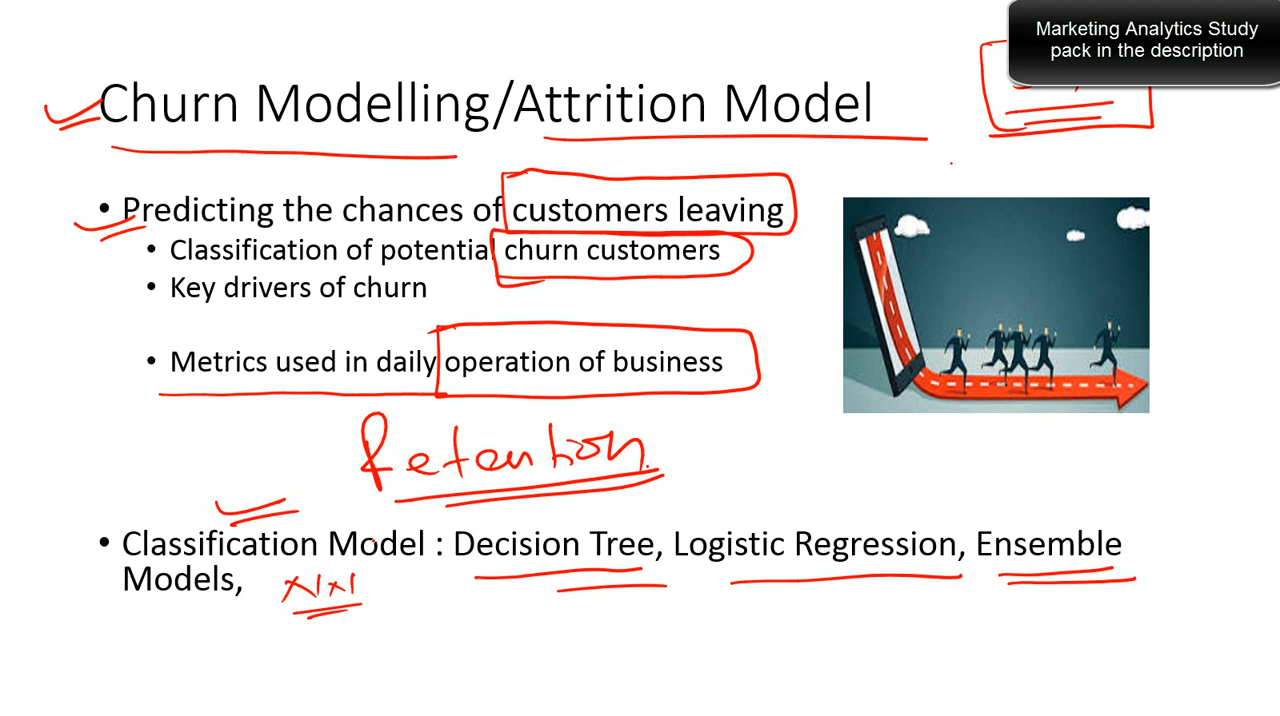 Marketing Analytics Study
pack in the description
Churn Modelling/Attrition Model
• Predicting the chances of customers leaving
• Classification of potential churn customers
• Key drivers of churn
• Metrics used in daily operation of business
Retention
• Classification Model : Decision Tree, Logistic Regression, Ensemble
Models,